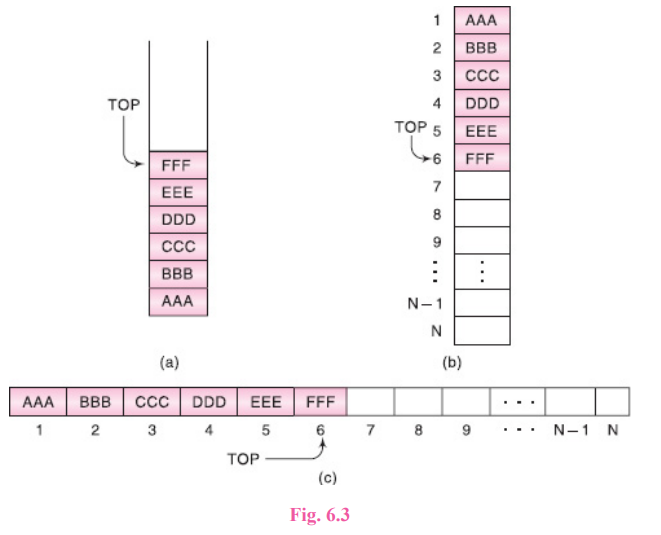 TOP
FFF
EEE
DDD
CCC
BBB
AAA
(a)
1 AAA
2 BBB
3 CCC
4 DDD
TOP 5 EEE
6 FFF
7
8
9
⋮ ⋮
N–1
N
(b)
AAA BBB CCC DDD EEE FFF . . .
1 2 3 4 5 6 7 8 9 . . . N–1 N
TOP
(c)
Fig. 6.3